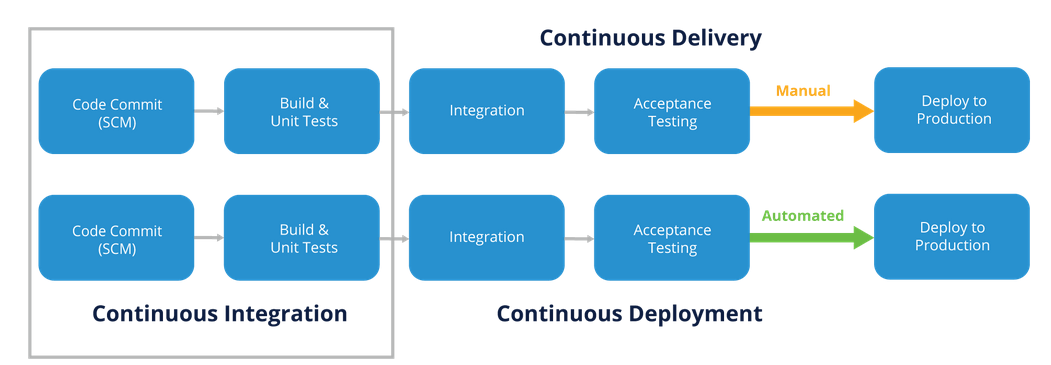 Continuous Delivery
Code Commit
(SCM)
Build &
Unit Tests
Integration
Acceptance
Testing
Manual
Deploy to
Production
Code Commit
(SCM)
Build &
Unit Tests
Integration
Acceptance
Testing
Automated
Deploy to
Production
Continuous Integration
Continuous Deployment